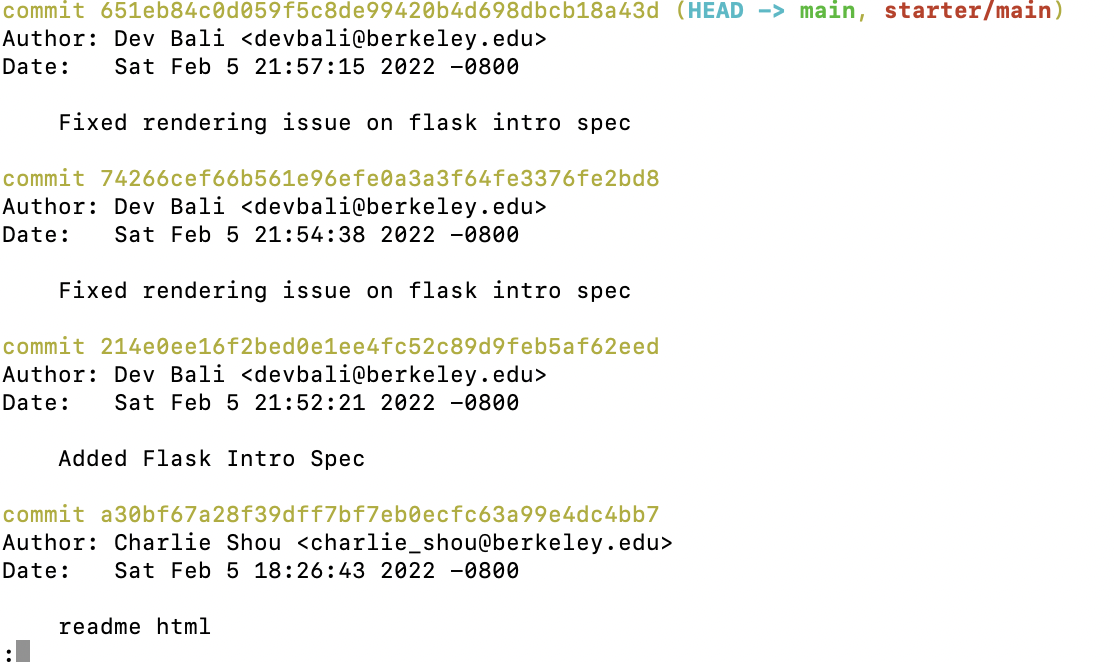 commit 651eb84c0d059f5c8de99420b4d698dbcb18a43d (HEAD -> main, starter/main)
Author: Dev Bali <devbali@berkeley.edu>
Date:   Sat Feb 5 21:57:15 2022 -0800
    Fixed rendering issue on flask intro spec
commit 74266cef66b561e96efe0a3a3f64fe3376fe2bd8
Author: Dev Bali <devbali@berkeley.edu>
Date:   Sat Feb 5 21:54:38 2022 -0800
    Fixed rendering issue on flask intro spec
commit 214e0ee16f2bed0e1ee4fc52c89d9feb5af62eed
Author: Dev Bali <devbali@berkeley.edu>
Date:   Sat Feb 5 21:52:21 2022 -0800
    Added Flask Intro Spec
commit a30bf67a28f39dff7bf7eb0ecfc63a99e4dc4bb7
Author: Charlie Shou <charlie_shou@berkeley.edu>
Date:   Sat Feb 5 18:26:43 2022 -0800
    readme html
: